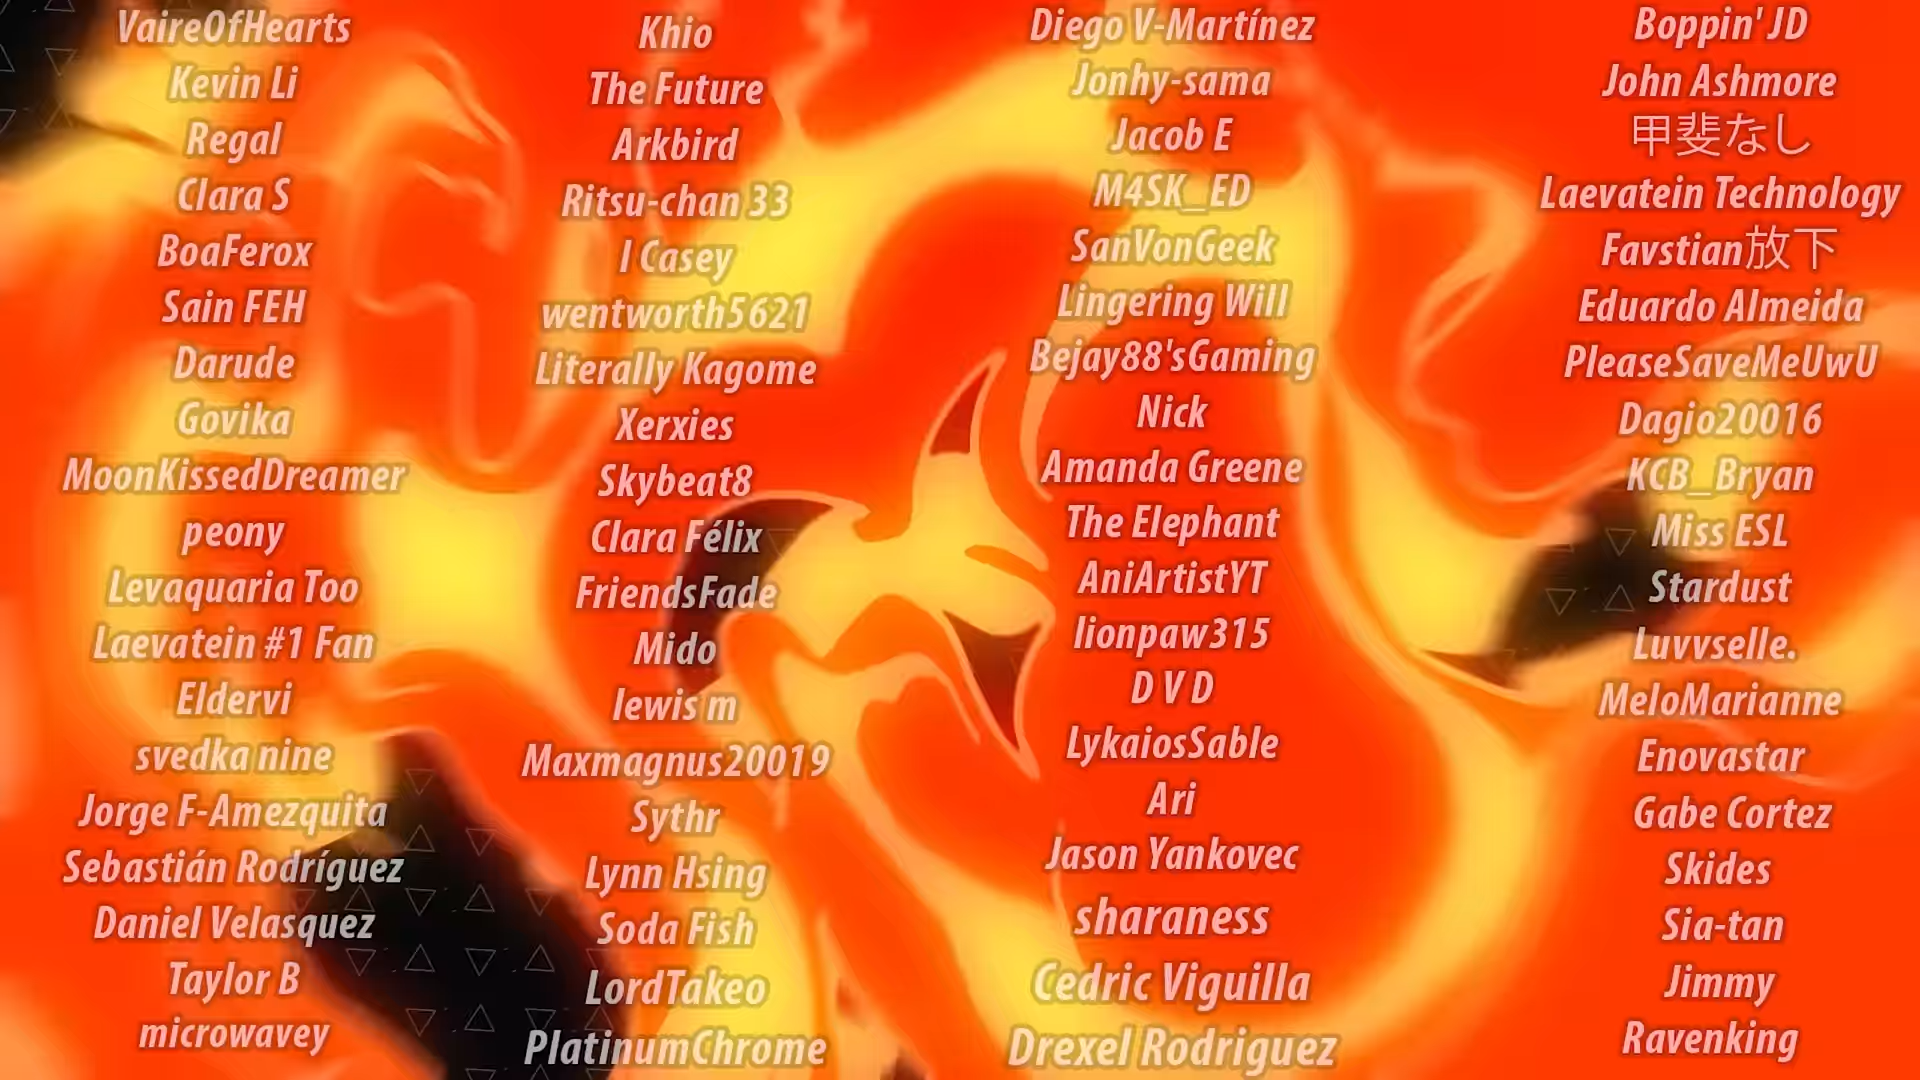 VaireOfHearts
Kevin Li
Regal
Clara S
BoaFerox
Sain FEH
Darude
Govika
MoonKissedDreamer
peony
Levaquaria Too
Laevatein #1 Fan
Eldervi
svedka nine
Jorge F-Amezquita
Sebastián Rodríguez
Daniel Velasquez
Taylor B
microwavey
Khio
The Future
Arkbird
Ritsu-chan 33
I Casey
wentworth5621
Literally Kagome
Xerxies
Skybeat8
Clara Félix
FriendsFade
Mido
lewis m
Maxmagnus20019
Sythr
Lynn Hsing
Soda Fish
LordTakeo
PlatinumChrome
Diego V-Martínez
Jonhy-sama
Jacob E
M4SK_ED
SanVonGeek
Lingering Will
Bejay88'sGaming
Nick
Amanda Greene
The Elephant
AniArtistYT
lionpaw315
D V D
LykaiosSable
Ari
Jason Yankovec
sharaness
Cedric Viguilla
Drexel Rodriguez
Boppin' JD
John Ashmore
甲斐なし
Laevatein Technology
Favstian放下
Eduardo Almeida
PleaseSaveMeUwU
Dagio20016
KCB_Bryan
Miss ESL
Stardust
Luvvselle.
MeloMarianne
Enovastar
Gabe Cortez
Skides
Sia-tan
Jimmy
Ravenking